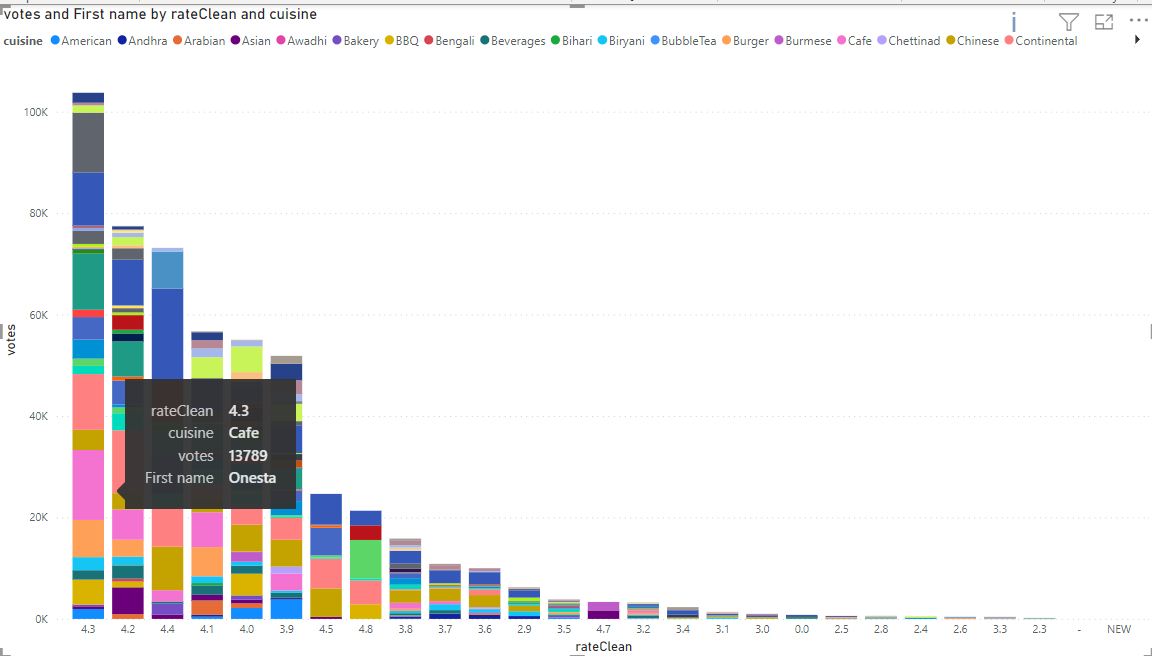 votes and First name by rateClean and cuisine
cuisine American Andhra Arabian Asian Awadhi Bakery BBQ Bengali Beverages Bihari Biryani BubbleTea Burger Burmese Cafe Chettinad Chinese Continental
100K
80K
60K
40K
20K
0K
votes
rateClean 4.3
cuisine Cafe
votes 13789
First name Onesta
4.3 4.2 4.4 4.1 4.0 3.9 4.5 4.8 3.8 3.7 3.6 2.9 3.5 4.7 3.2 3.4 3.1 3.0 0.0 2.5 2.8 2.4 2.6 3.3 2.3 - NEW
rateClean